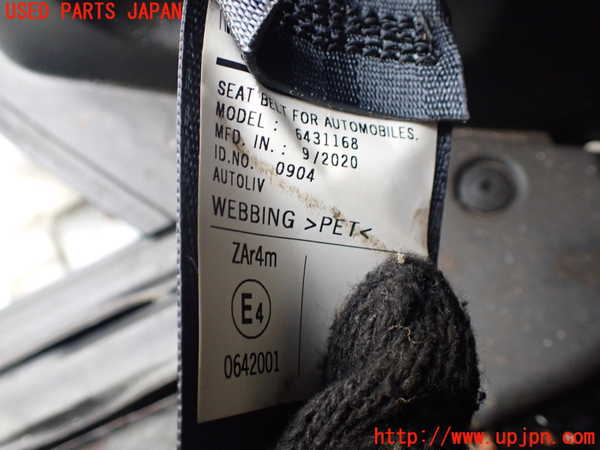 USED PARTS JAPAN
SEAT BELT FOR AUTOMOBILES.
MODEL : 6431168
MFD. IN. : 9/2020
ID.NO. 0904
AUTOLIV
WEBBING >PET<
ZAr4m
E4
0642001
http://www.upjpn.com/